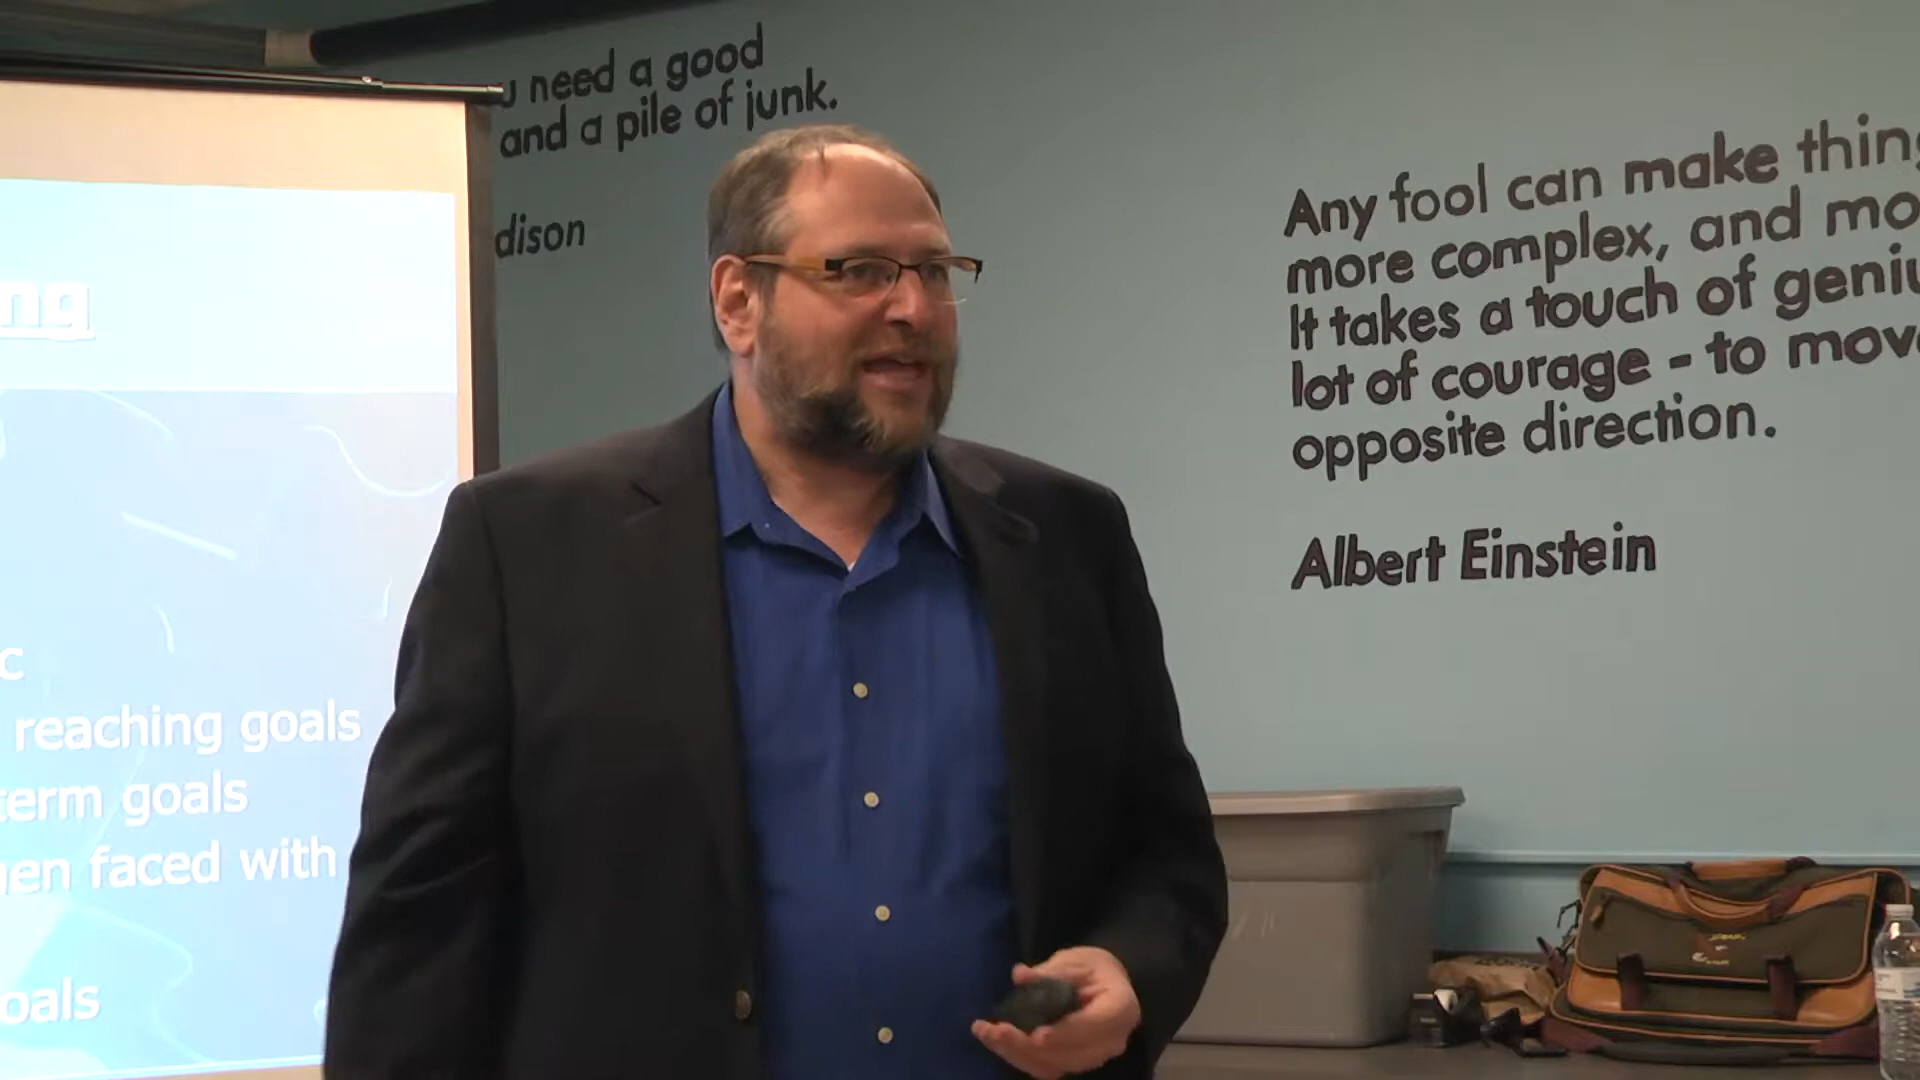 u need a good
and a pile of junk.
dison
Any fool can make thing
more complex, and mo
It takes a touch of geniu
lot of courage - to mov
opposite direction.
Albert Einstein
ng
c
reaching goals
term goals
en faced with
oals